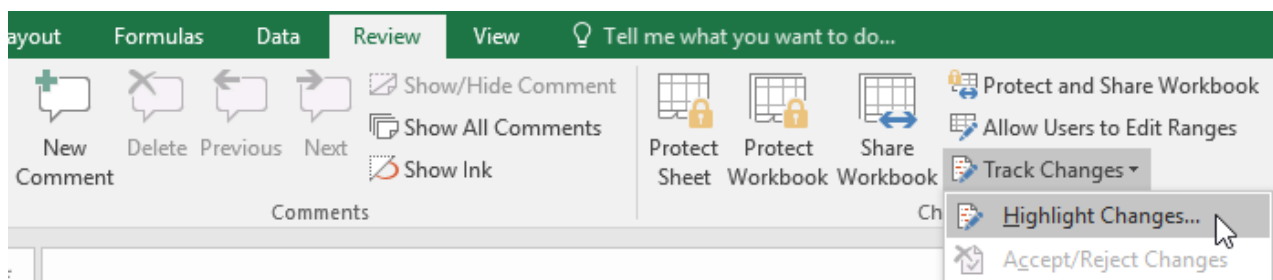 ayout Formulas Data Review View Tell me what you want to do...
New Comment
Delete Previous Next
Show/Hide Comment
Show All Comments
Show Ink
Comments
Protect Sheet
Protect Workbook
Share Workbook
Protect and Share Workbook
Allow Users to Edit Ranges
Track Changes
Ch
Highlight Changes...
Accept/Reject Changes